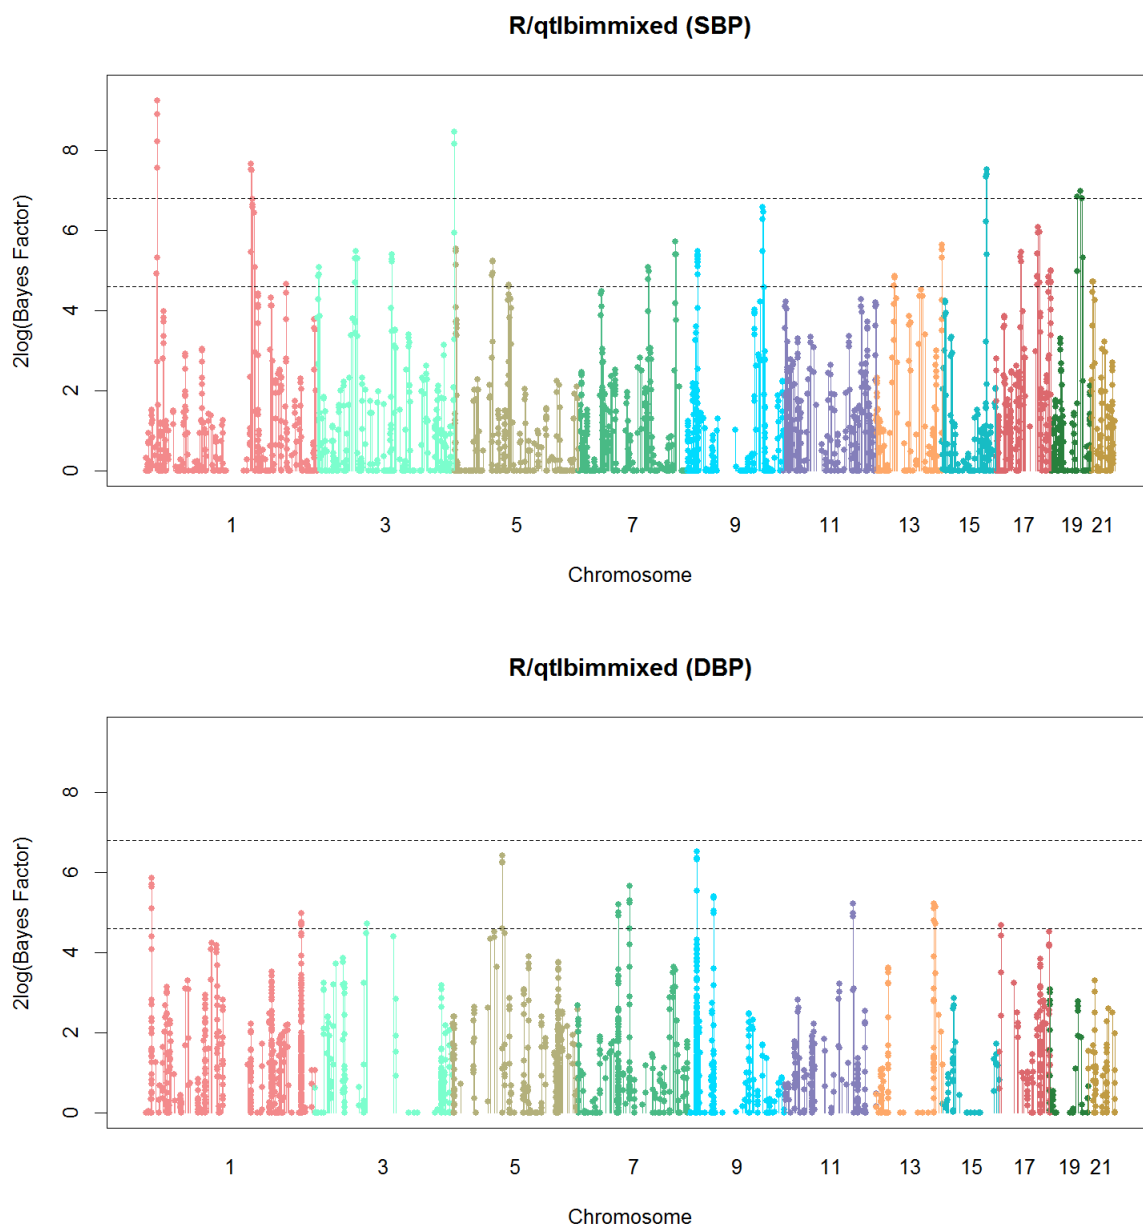 R/qtlbimmixed (SBP)
8
6
4
2
0
2log(Bayes Factor)
1 3 5 7 9 11 13 15 17 19 21
Chromosome
R/qtlbimmixed (DBP)
8
6
4
2
0
2log(Bayes Factor)
1 3 5 7 9 11 13 15 17 19 21
Chromosome